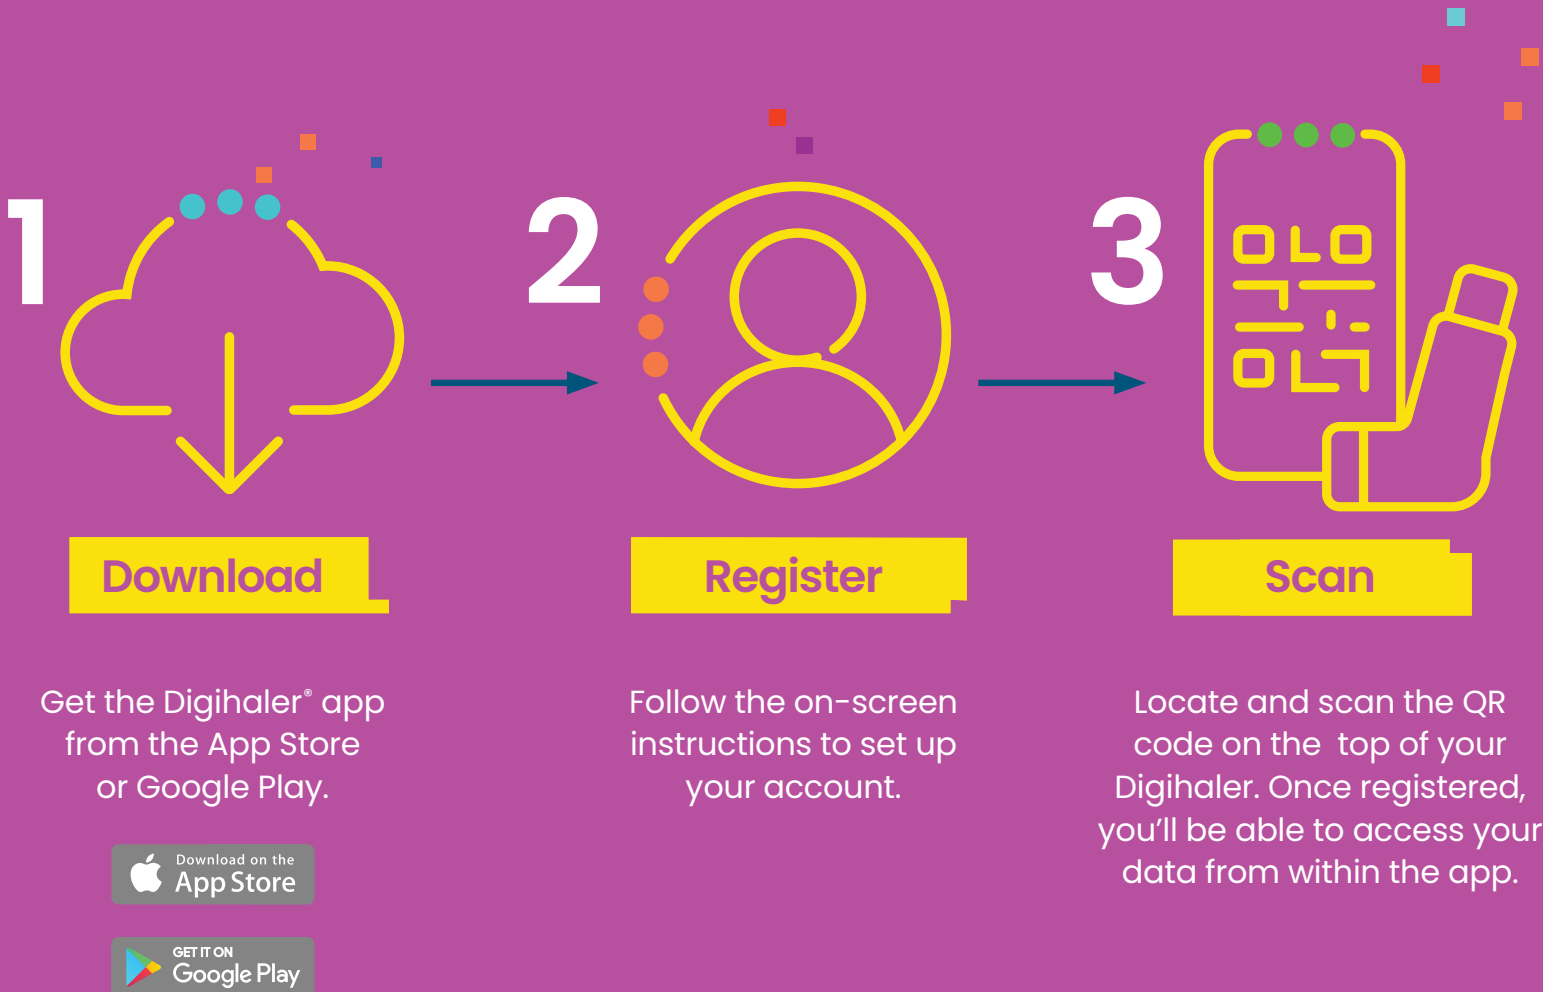 1
Download
Get the Digihaler® app
from the App Store
or Google Play.
Download on the
App Store
GET IT ON
Google Play
2
Register
Follow the on-screen
instructions to set up
your account.
3
Scan
Locate and scan the QR
code on the top of your
Digihaler. Once registered,
you'll be able to access your
data from within the app.